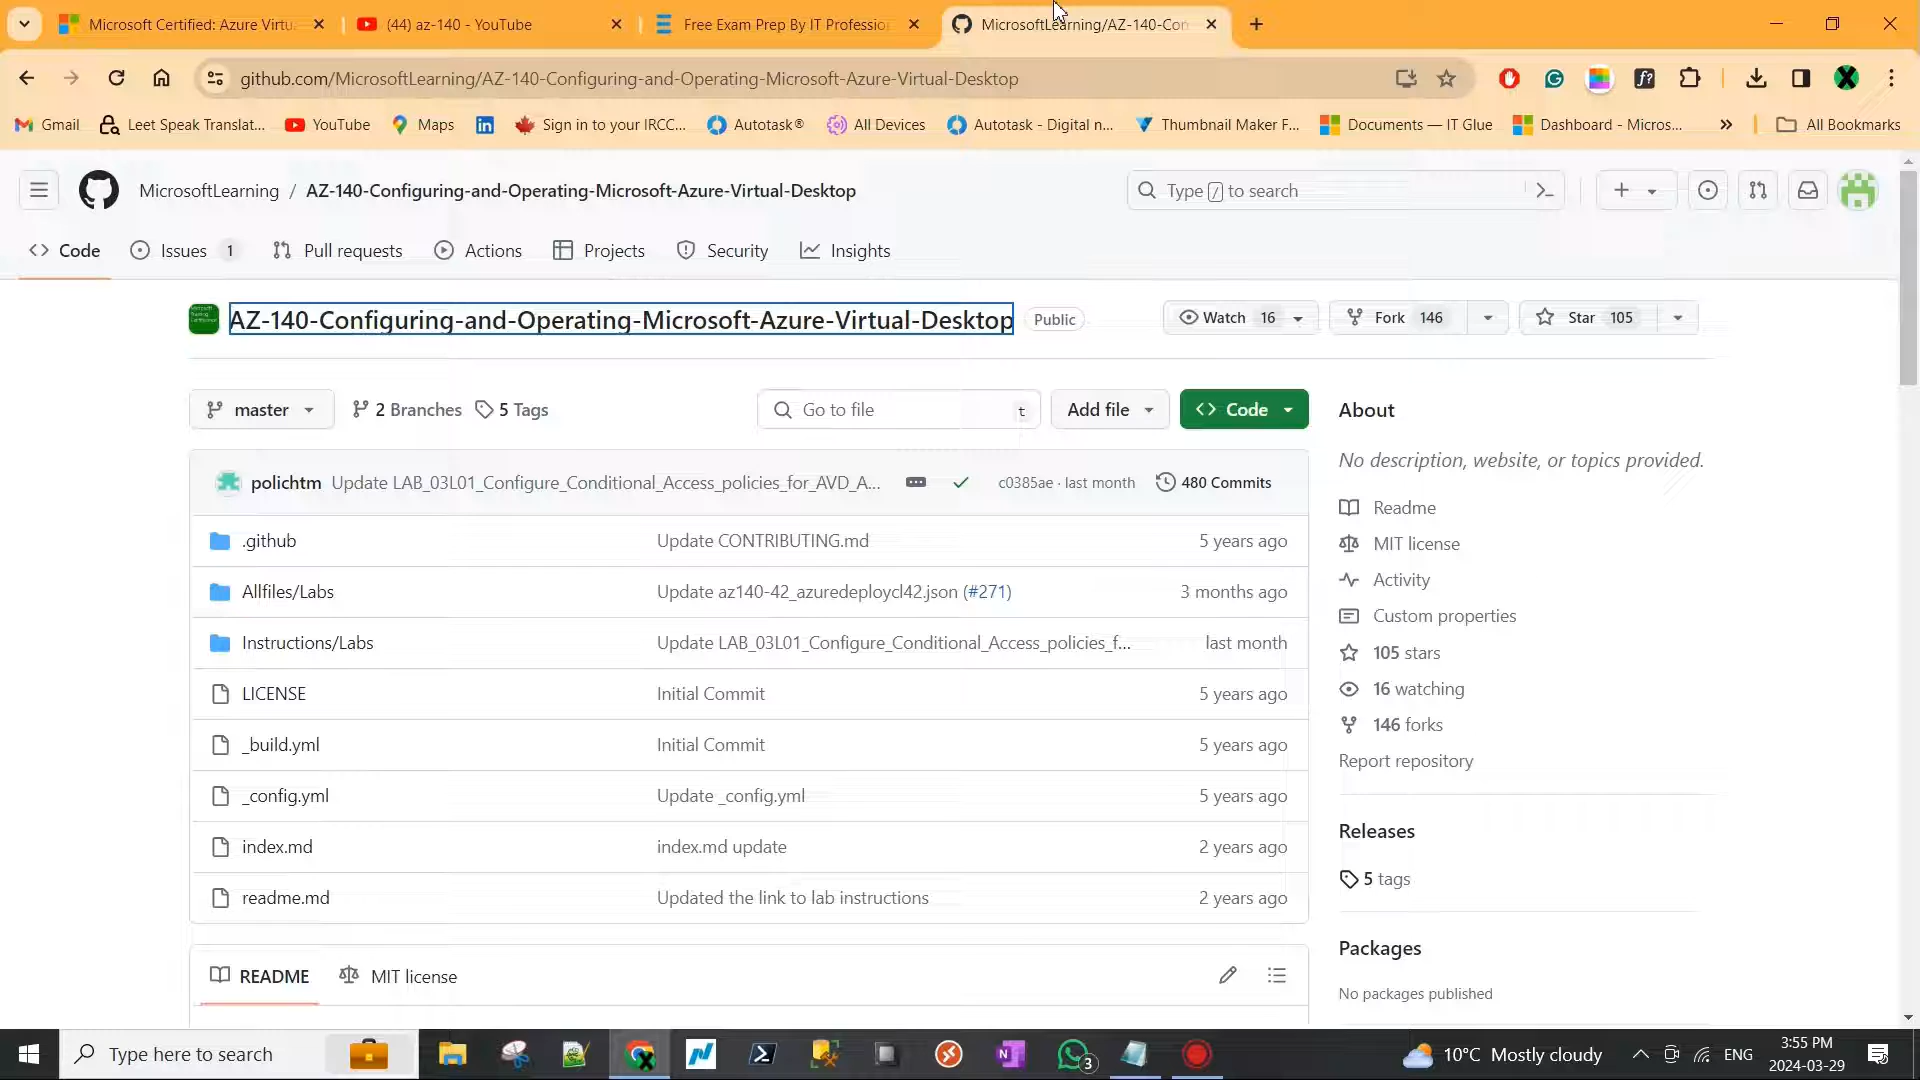 Microsoft Certified: Azure Virtu
(44) az-140 - YouTube
Free Exam Prep By IT Professio
MicrosoftLearning/AZ-140-Con
github.com/MicrosoftLearning/AZ-140-Configuring-and-Operating-Microsoft-Azure-Virtual-Desktop
Gmail
Leet Speak Translat...
YouTube
Maps
Sign in to your IRCC...
Autotask®
All Devices
Autotask - Digital n...
Thumbnail Maker F...
Documents — IT Glue
Dashboard - Micros...
All Bookmarks
MicrosoftLearning / AZ-140-Configuring-and-Operating-Microsoft-Azure-Virtual-Desktop
Type / to search
Code
Issues 1
Pull requests
Actions
Projects
Security
Insights
AZ-140-Configuring-and-Operating-Microsoft-Azure-Virtual-Desktop
Public
Watch 16
Fork 146
Star 105
master
2 Branches
5 Tags
Go to file
t
Add file
Code
polichtm Update LAB_03L01_Configure_Conditional_Access_policies_for_AVD_A...
c0385ae · last month
480 Commits
.github
Update CONTRIBUTING.md
5 years ago
Allfiles/Labs
Update az140-42_azuredeploycl42.json (#271)
3 months ago
Instructions/Labs
Update LAB_03L01_Configure_Conditional_Access_policies_f...
last month
LICENSE
Initial Commit
5 years ago
_build.yml
Initial Commit
5 years ago
_config.yml
Update _config.yml
5 years ago
index.md
index.md update
2 years ago
readme.md
Updated the link to lab instructions
2 years ago
README
MIT license
About
No description, website, or topics provided.
Readme
MIT license
Activity
Custom properties
105 stars
16 watching
146 forks
Report repository
Releases
5 tags
Packages
No packages published
Type here to search
3
10°C Mostly cloudy
ENG
3:55 PM
2024-03-29